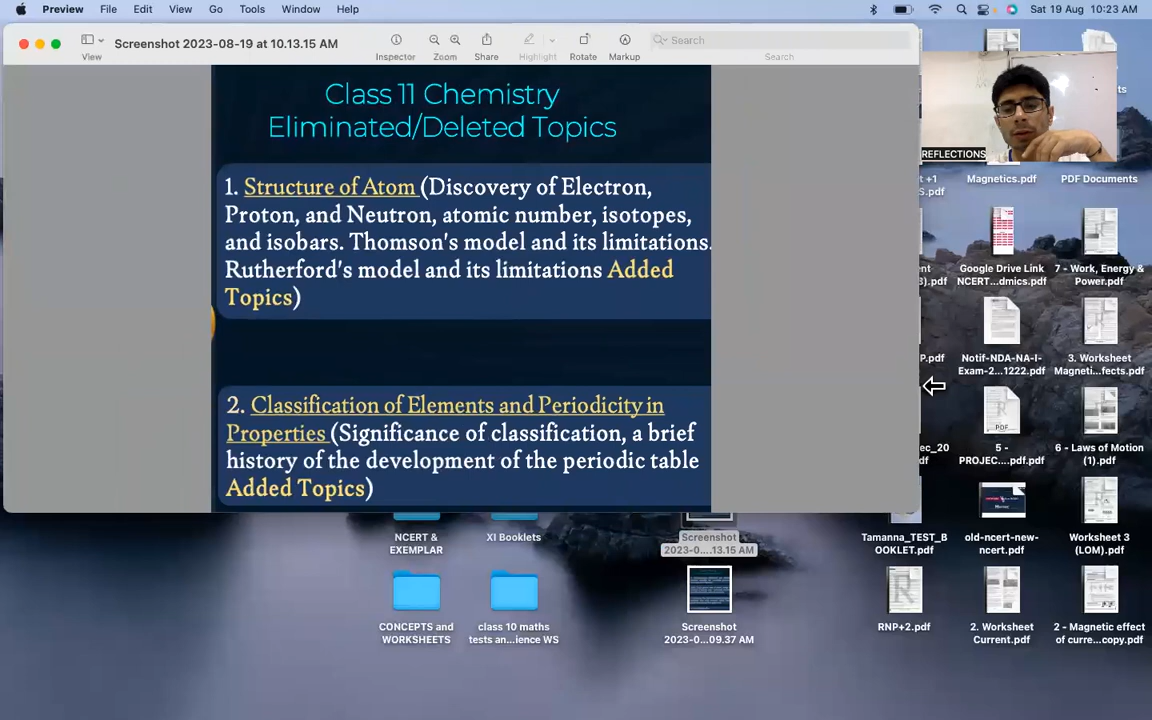 Preview File Edit View Go Tools Window Help Sat 19 Aug 10:23 AM
Screenshot 2023-08-19 at 10.13.15 AM
View Inspector Zoom Share Highlight Rotate Markup Search
Search
Class 11 Chemistry
Eliminated/Deleted Topics
1. Structure of Atom (Discovery of Electron,
Proton, and Neutron, atomic number, isotopes,
and isobars. Thomson's model and its limitations.
Rutherford's model and its limitations Added
Topics)
2. Classification of Elements and Periodicity in
Properties (Significance of classification, a brief
history of the development of the periodic table
Added Topics)
REFLECTIONS
Magnetics.pdf
PDF Documents
Google Drive Link
NCERT...dmics.pdf
7 - Work, Energy &
Power.pdf
Notif-NDA-NA-I-
Exam-2...1222.pdf
3. Worksheet
Magneti...fects.pdf
PDF
5 -
PROJEC....pdf.pdf
6 - Laws of Motion
(1).pdf
Tamanna_TEST_B
OOKLET.pdf
old-ncert-new-
ncert.pdf
Worksheet 3
(LOM).pdf
RNP+2.pdf
2. Worksheet
Current.pdf
2 - Magnetic effect
of curre...copy.pdf
NCERT &
EXEMPLAR
XI Booklets
Screenshot
2023-0....13.15 AM
CONCEPTS and
WORKSHEETS
class 10 maths
tests an...ience WS
Screenshot
2023-0...09.37 AM